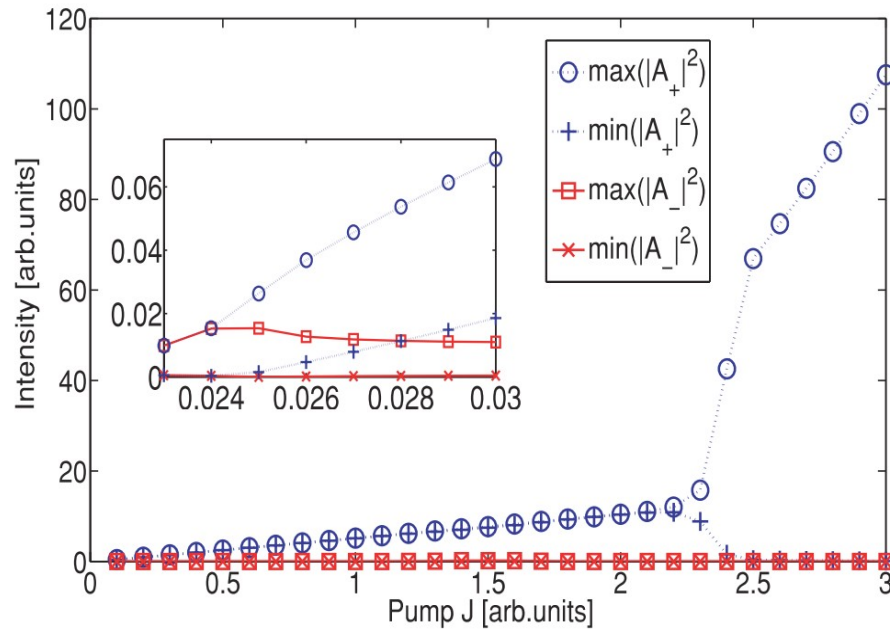 120
100
80
60
40
20
0
Intensity [arb.units]
0 0.5 1 1.5 2 2.5 3
Pump J [arb.units]
max(|A₊|²)
min(|A₊|²)
max(|A₋|²)
min(|A₋|²)
0.06
0.04
0.02
0
0.024 0.026 0.028 0.03